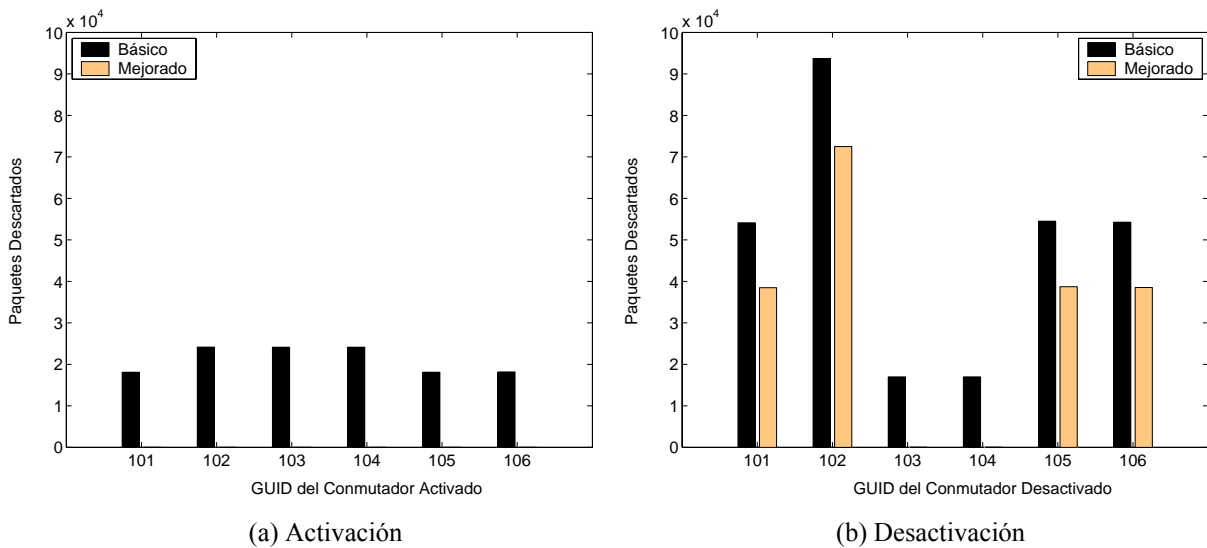 x 10^4
10
9
8
7
6
5
4
3
2
1
0
Paquetes Descartados
Básico
Mejorado
101 102 103 104 105 106
GUID del Conmutador Activado
(a) Activación
x 10^4
10
9
8
7
6
5
4
3
2
1
0
Paquetes Descartados
Básico
Mejorado
101 102 103 104 105 106
GUID del Conmutador Desactivado
(b) Desactivación